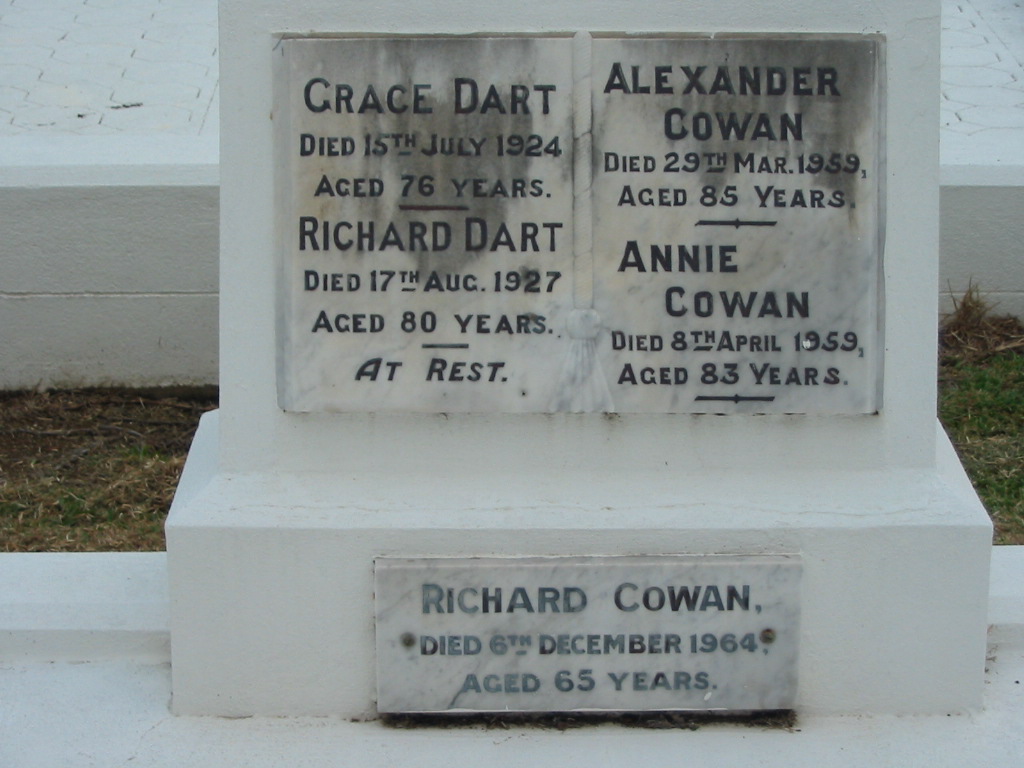 GRACE DART
DIED 15TH JULY 1924
AGED 76 YEARS.
RICHARD DART
DIED 17TH AUG. 1927
AGED 80 YEARS.
AT REST.
ALEXANDER
COWAN
DIED 29TH MAR. 1959,
AGED 85 YEARS.
ANNIE
COWAN
DIED 8TH APRIL 1959,
AGED 83 YEARS.
RICHARD COWAN,
DIED 6TH DECEMBER 1964,
AGED 65 YEARS.